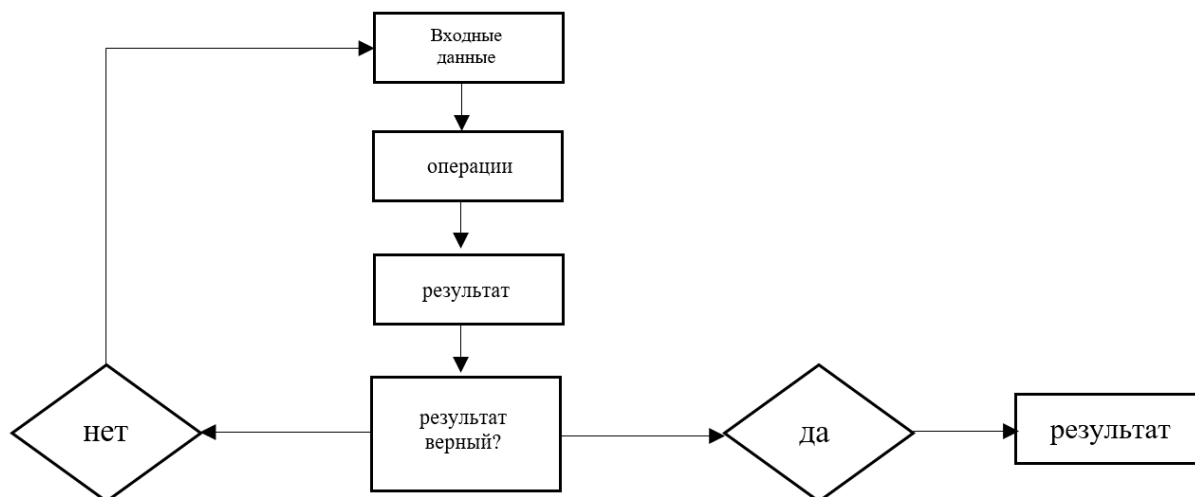 Входные
данные
операции
результат
результат
верный?
нет
да
результат